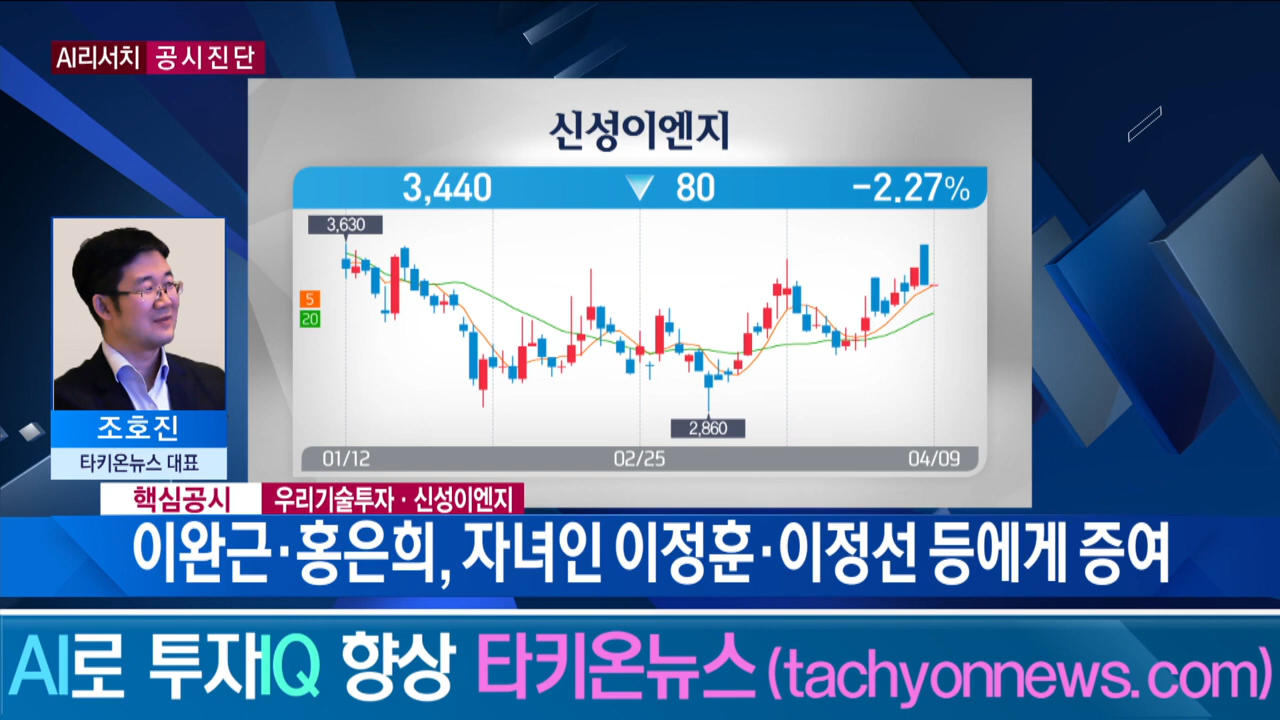 AI리서치 공시진단
신성이엔지
3,440 ▼ 80 -2.27%
3,630
5
20
2,860
01/12 02/25 04/09
조호진
타키온뉴스 대표
핵심공시 우리기술투자·신성이엔지
이완근·홍은희, 자녀인 이정훈·이정선 등에게 증여
AI로 투자IQ 향상 타키온뉴스(tachyonnews.com)